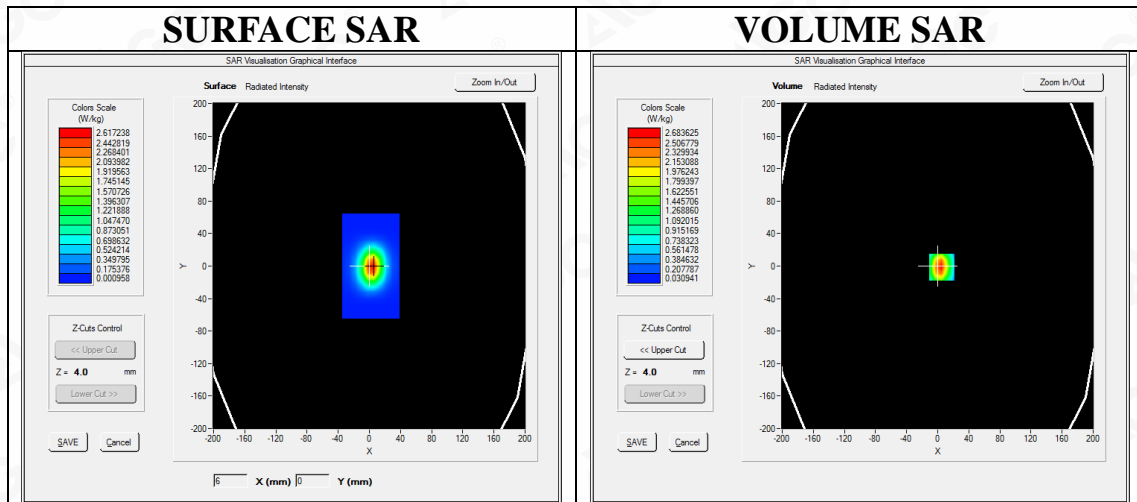 SURFACE SAR
SAR Visualisation Graphical Interface
Surface Radiated Intensity
Zoom In/Out
Colors Scale
(W/kg)
2.617238
2.442819
2.268401
2.093982
1.919563
1.745145
1.570726
1.396307
1.221888
1.047470
0.873051
0.698632
0.524214
0.349795
0.175376
0.000958
Z-Cuts Control
<< Upper Cut
Z = 4.0 mm
Lower Cut >>
SAVE Cancel
200
160
120
80
40
0
-40
-80
-120
-160
-200
Y
-200 -160 -120 -80 -40 0 40 80 120 160 200
X
6 X (mm) 0 Y (mm)
VOLUME SAR
SAR Visualisation Graphical Interface
Volume Radiated Intensity
Zoom In/Out
Colors Scale
(W/kg)
2.683625
2.506779
2.329934
2.153088
1.976243
1.799397
1.622551
1.445706
1.268860
1.092015
0.915169
0.738323
0.561478
0.384632
0.207787
0.030941
Z-Cuts Control
<< Upper Cut
Z = 4.0 mm
Lower Cut >>
SAVE Cancel
200
160
120
80
40
0
-40
-80
-120
-160
-200
Y
-200 -160 -120 -80 -40 0 40 80 120 160 200
X